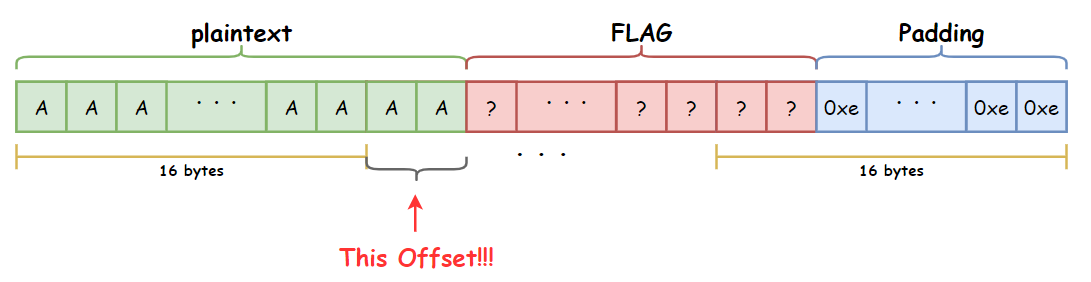 plaintext FLAG Padding
A A A · · · A A A A ? · · · ? ? ? ? 0xe · · · 0xe 0xe
16 bytes · · · 16 bytes
This Offset!!!